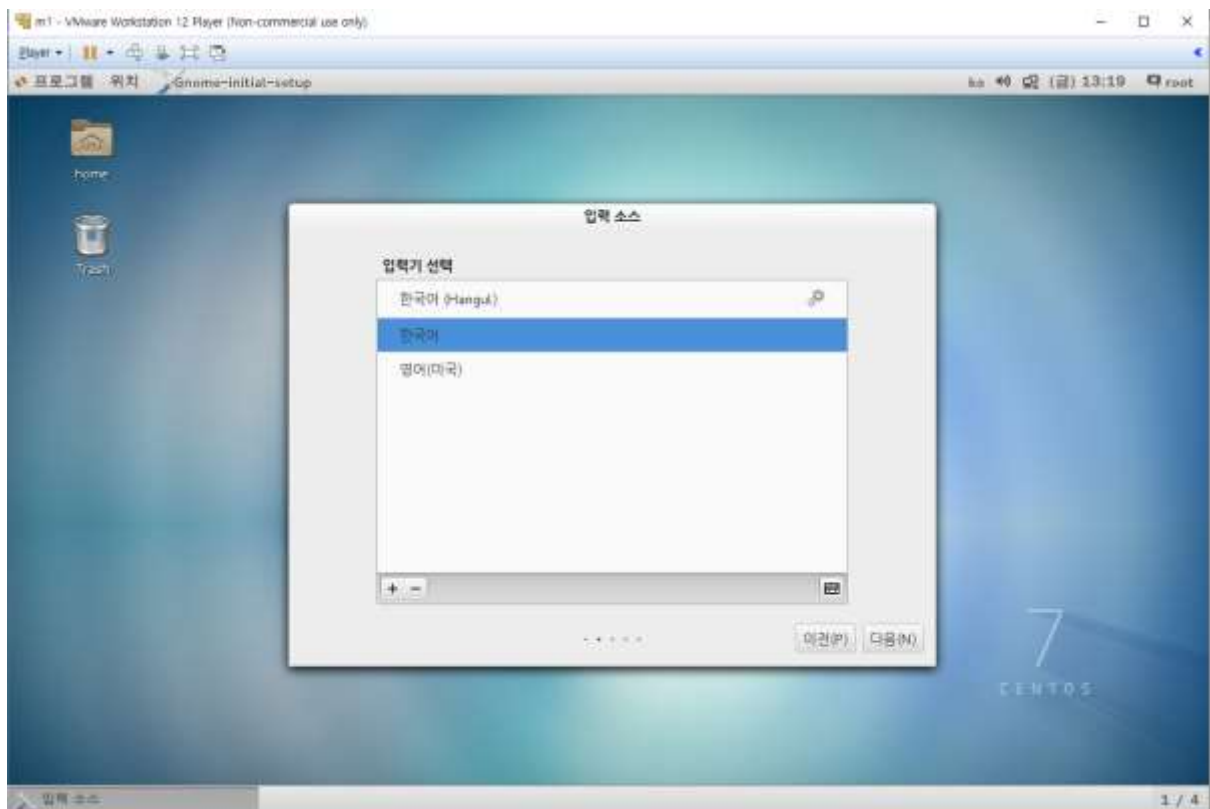 m1 - VMware Workstation 12 Player (Non-commercial use only)
Player
프로그램 위치 Gnome-initial-setup
ko (금) 13:19 root
home
Trash
입력 소스
입력기 선택
한국어 (Hangul)
한국어
영어(미국)
+ -
이전(P) 다음(N)
7
CENTOS
입력 소스
1 / 4